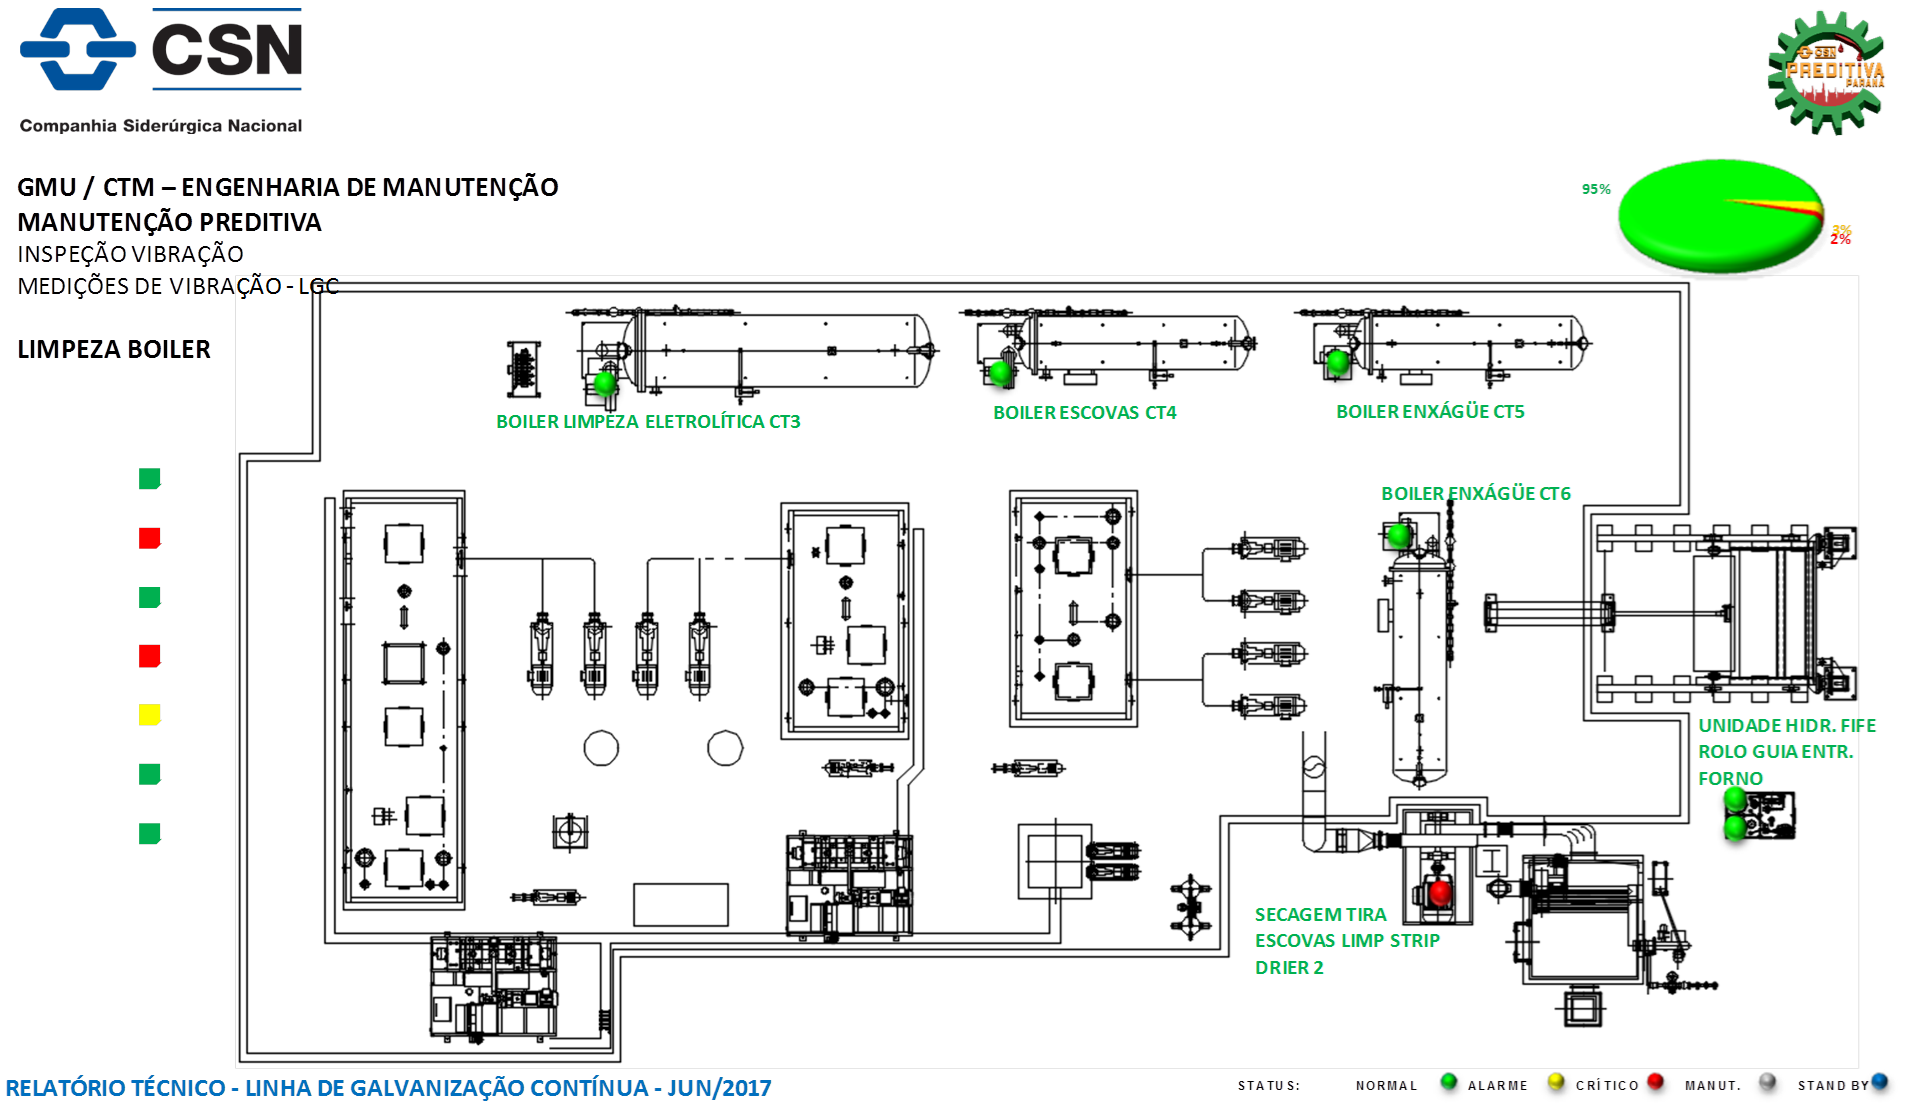 CSN
Companhia Siderúrgica Nacional
CSN
PREDITIVA
PARANÁ
GMU / CTM – ENGENHARIA DE MANUTENÇÃO
MANUTENÇÃO PREDITIVA
INSPEÇÃO VIBRAÇÃO
MEDIÇÕES DE VIBRAÇÃO - LGC
95%
3%
2%
LIMPEZA BOILER
BOILER LIMPEZA ELETROLÍTICA CT3
BOILER ESCOVAS CT4
BOILER ENXÁGÜE CT5
BOILER ENXÁGÜE CT6
UNIDADE HIDR. FIFE
ROLO GUIA ENTR.
FORNO
SECAGEM TIRA
ESCOVAS LIMP STRIP
DRIER 2
RELATÓRIO TÉCNICO - LINHA DE GALVANIZAÇÃO CONTÍNUA - JUN/2017
STATUS: NORMAL ALARME CRÍTICO MANUT. STAND BY